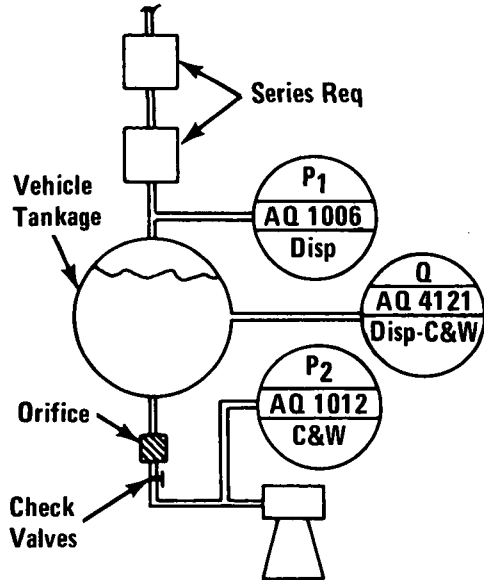 Series Req
Vehicle
Tankage
P1
AQ 1006
Disp
Q
AQ 4121
Disp-C&W
P2
AQ 1012
C&W
Orifice
Check
Valves